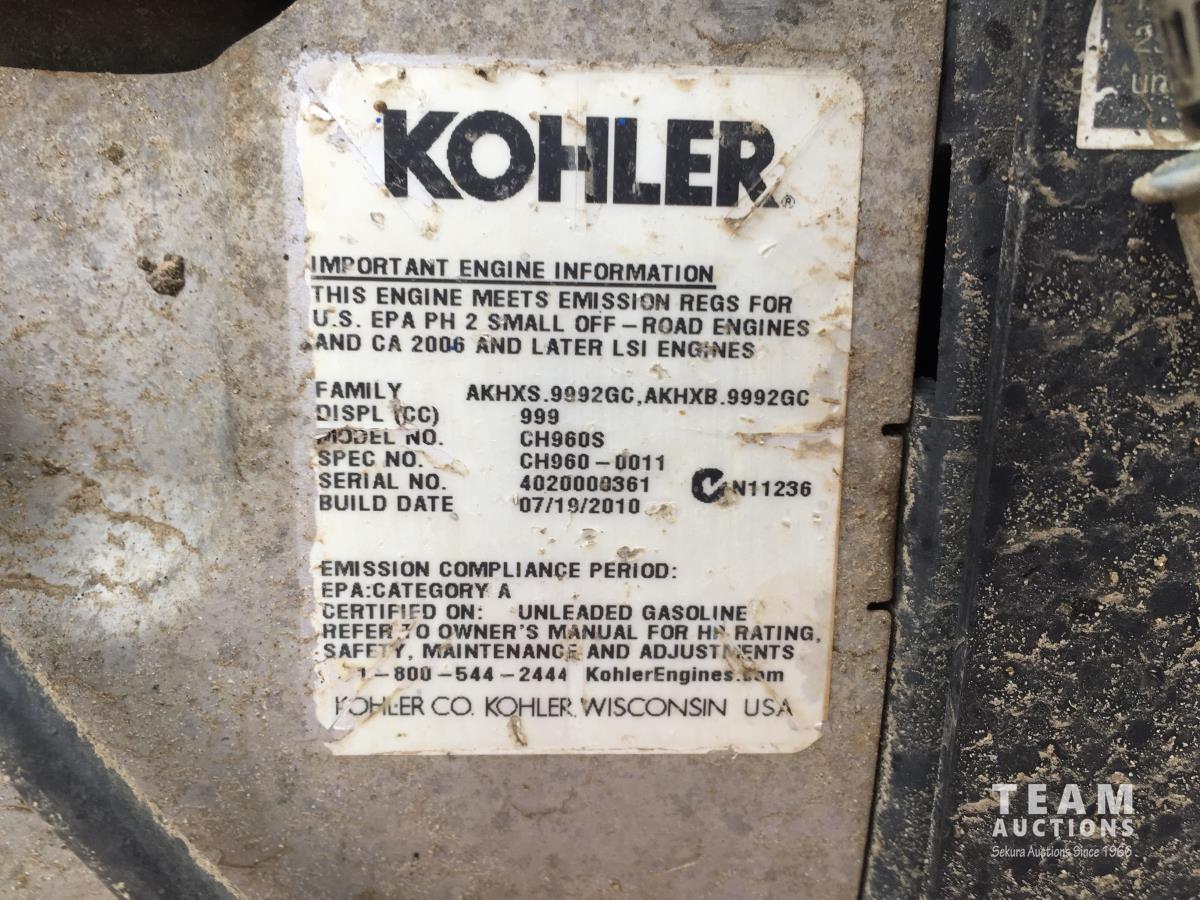 KOHLER®
IMPORTANT ENGINE INFORMATION
THIS ENGINE MEETS EMISSION REGS FOR
U.S. EPA PH 2 SMALL OFF-ROAD ENGINES
AND CA 2006 AND LATER LSI ENGINES
FAMILY AKHXS.9992GC,AKHXB.9992GC
DISPL (CC) 999
MODEL NO. CH960S
SPEC NO. CH960-0011
SERIAL NO. 4020000361 N11236
BUILD DATE 07/19/2010
EMISSION COMPLIANCE PERIOD:
EPA:CATEGORY A
CERTIFIED ON: UNLEADED GASOLINE
REFER TO OWNER'S MANUAL FOR HP RATING,
SAFETY, MAINTENANCE AND ADJUSTMENTS
1-800-544-2444 KohlerEngines.com
KOHLER CO. KOHLER, WISCONSIN USA
TEAM
AUCTIONS
Sekura Auctions Since 1966